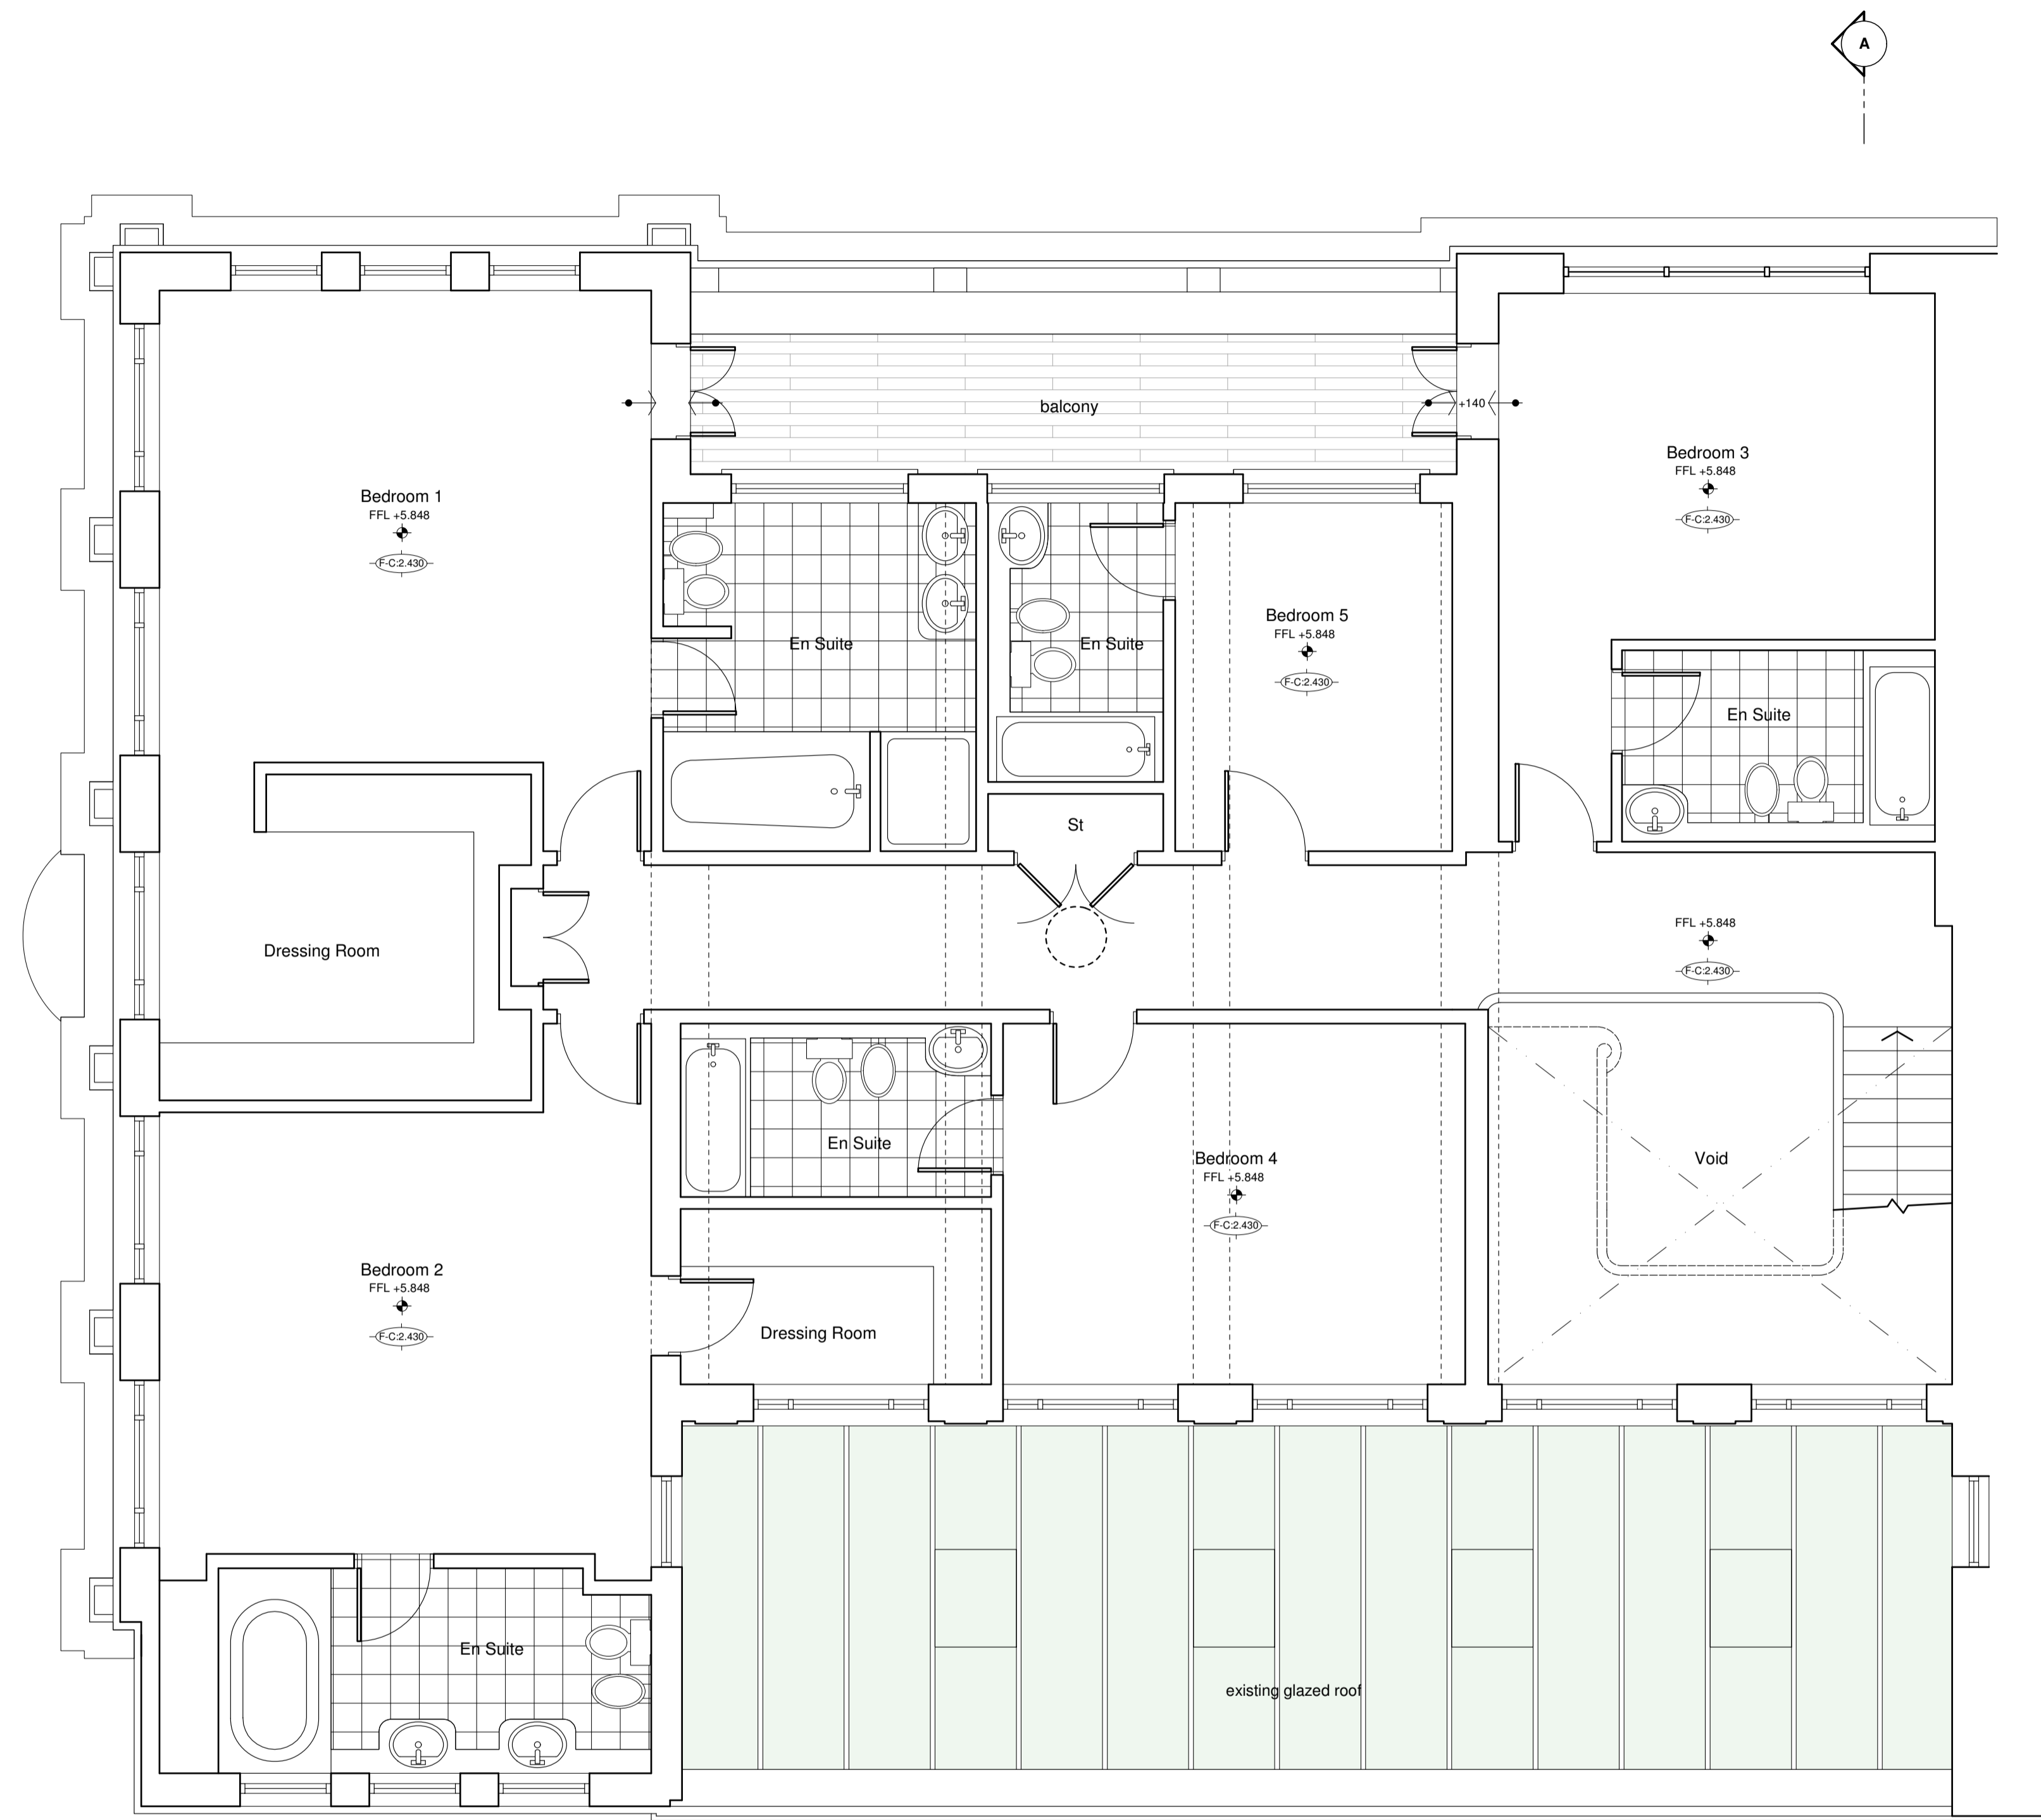 A
balcony
+140
Bedroom 3
FFL +5.848
F-C:2.430
Bedroom 1
FFL +5.848
F-C:2.430
En Suite
En Suite
Bedroom 5
FFL +5.848
F-C:2.430
En Suite
St
Dressing Room
FFL +5.848
F-C:2.430
En Suite
Bedroom 4
FFL +5.848
F-C:2.430
Void
Bedroom 2
FFL +5.848
F-C:2.430
Dressing Room
En Suite
existing glazed roof